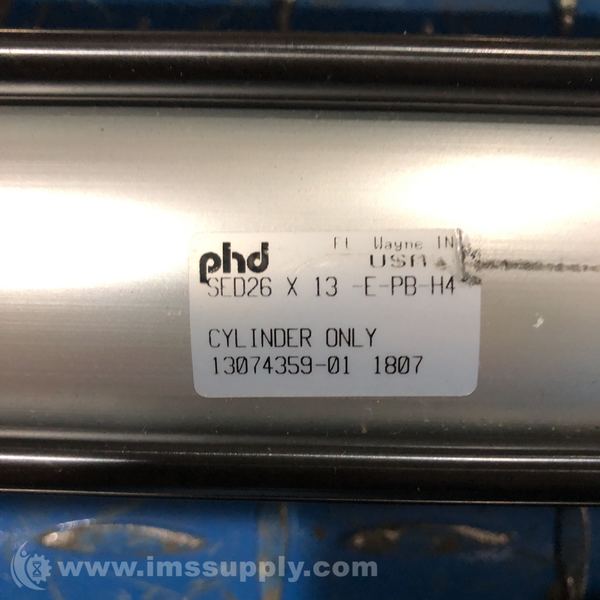 phd
Ft Wayne IN
USA
SED26 X 13 -E-PB-H4
CYLINDER ONLY
13074359-01 1807
www.imssupply.com